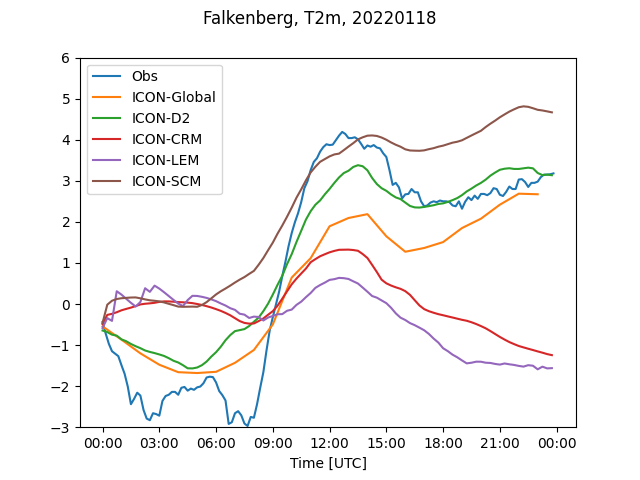 Falkenberg, T2m, 20220118
6
5
4
3
2
1
0
−1
−2
−3
Obs
ICON-Global
ICON-D2
ICON-CRM
ICON-LEM
ICON-SCM
00:00 03:00 06:00 09:00 12:00 15:00 18:00 21:00 00:00
Time [UTC]